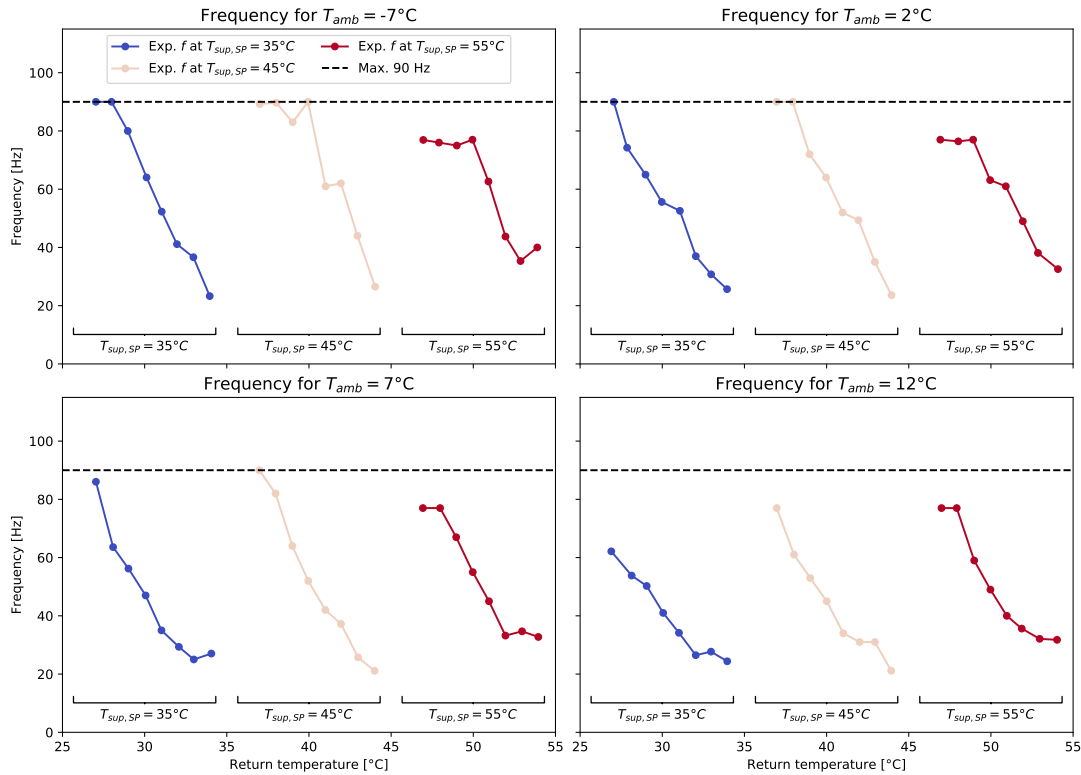 Frequency for T_amb = -7°C
Exp. f at T_sup,SP = 35°C
Exp. f at T_sup,SP = 45°C
Exp. f at T_sup,SP = 55°C
Max. 90 Hz
Frequency [Hz]
100
80
60
40
20
0
T_sup,SP = 35°C
T_sup,SP = 45°C
T_sup,SP = 55°C
Frequency for T_amb = 2°C
T_sup,SP = 35°C
T_sup,SP = 45°C
T_sup,SP = 55°C
Frequency for T_amb = 7°C
Frequency [Hz]
100
80
60
40
20
0
T_sup,SP = 35°C
T_sup,SP = 45°C
T_sup,SP = 55°C
25 30 35 40 45 50 55
Return temperature [°C]
Frequency for T_amb = 12°C
T_sup,SP = 35°C
T_sup,SP = 45°C
T_sup,SP = 55°C
25 30 35 40 45 50 55
Return temperature [°C]